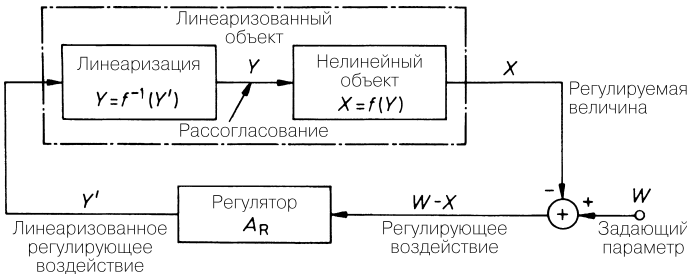 Линеаризованный
объект
Линеаризация
Y=f⁻¹(Y')
Y
Рассогласование
Нелинейный
объект
X=f(Y)
X
Регулируемая
величина
Y'
Линеаризованное
регулирующее
воздействие
Регулятор
A_R
W-X
Регулирующее
воздействие
-
+
+
W
Задающий
параметр